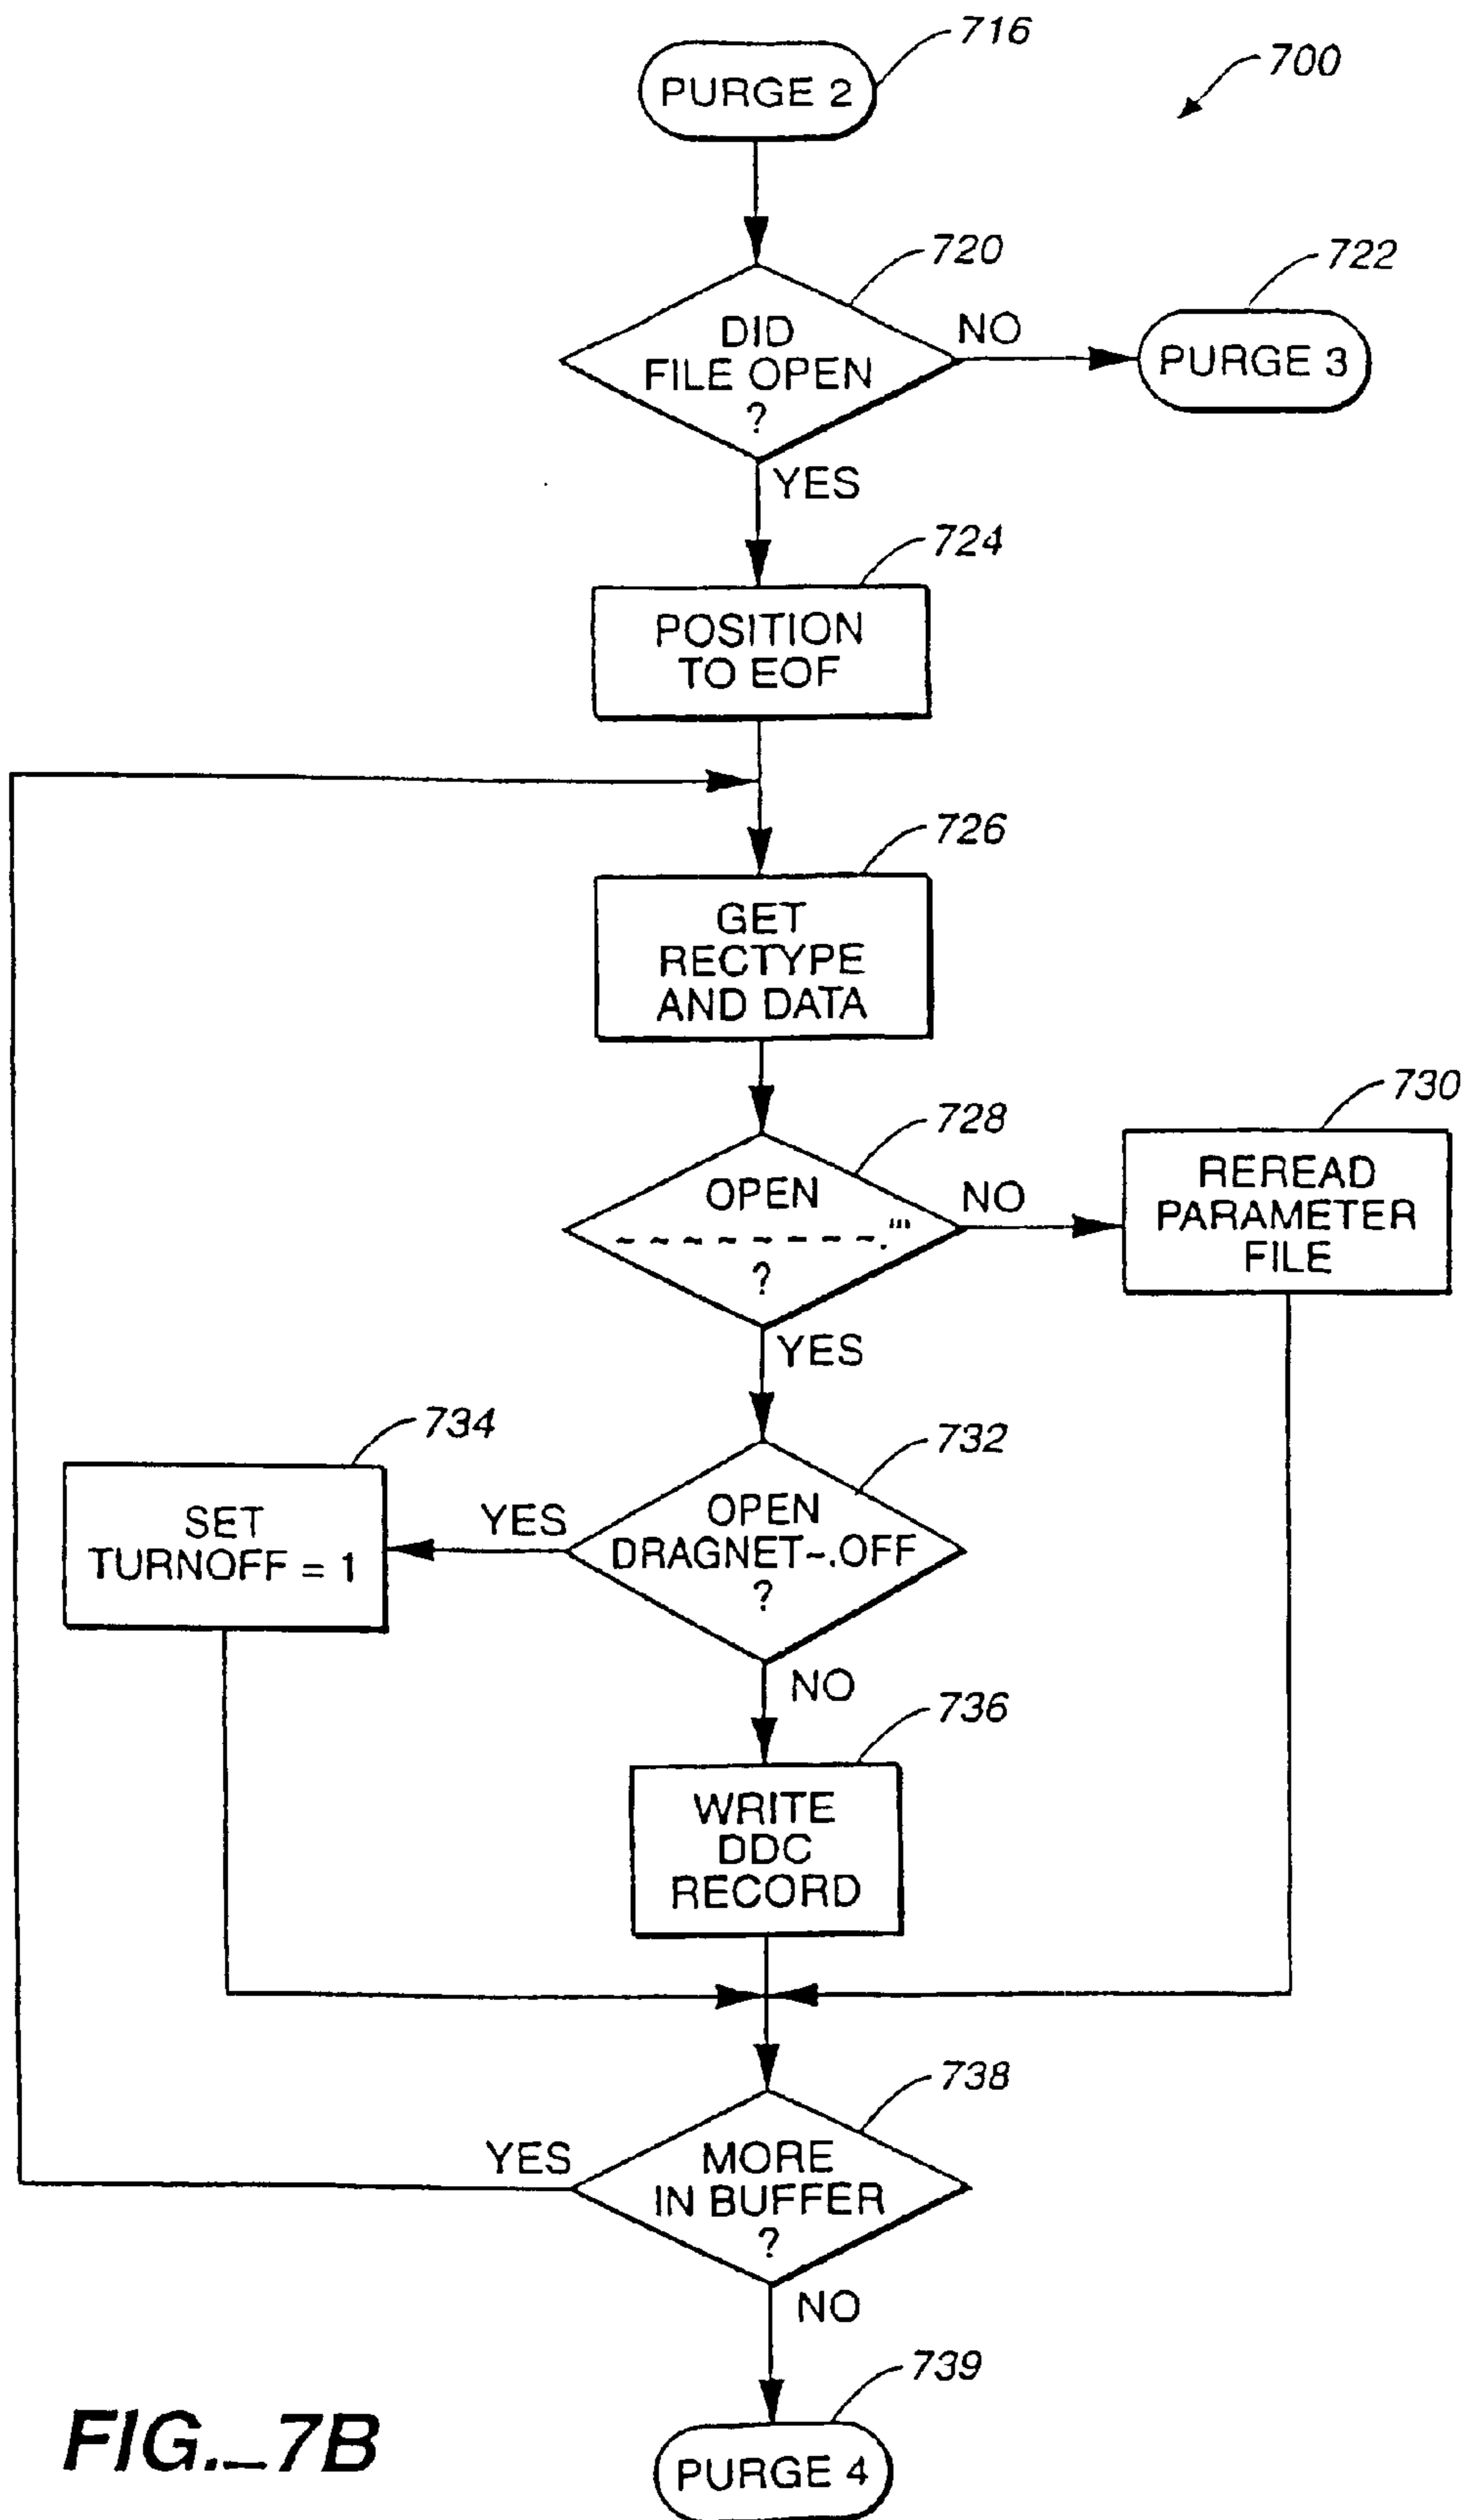 716
700
PURGE 2
720
722
DID
FILE OPEN
?
NO
PURGE 3
YES
724
POSITION
TO EOF
726
GET
RECTYPE
AND DATA
728
730
OPEN
~~~~~~~~."'
?
NO
REREAD
PARAMETER
FILE
YES
734
732
SET
TURNOFF = 1
YES
OPEN
DRAGNET~.OFF
?
NO
736
WRITE
DDC
RECORD
738
YES
MORE
IN BUFFER
?
NO
739
FIG._7B
PURGE 4